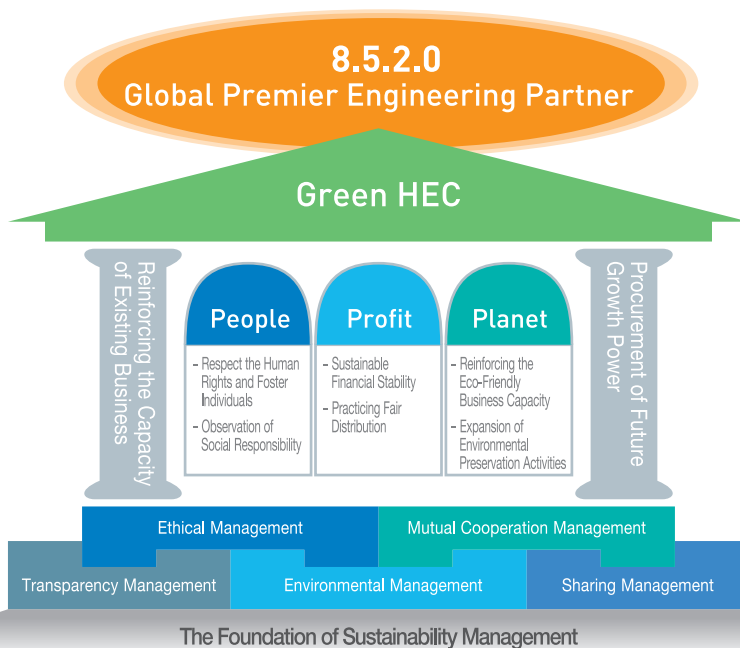 8.5.2.0
Global Premier Engineering Partner
Green HEC
Reinforcing the Capacity
of Existing Business
People
- Respect the Human
Rights and Foster
Individuals
- Observation of
Social Responsibility
Profit
- Sustainable
Financial Stability
- Practicing Fair
Distribution
Planet
- Reinforcing the
Eco-Friendly
Business Capacity
- Expansion of
Environmental
Preservation Activities
Procurement of Future
Growth Power
Ethical Management
Mutual Cooperation Management
Transparency Management
Environmental Management
Sharing Management
The Foundation of Sustainability Management